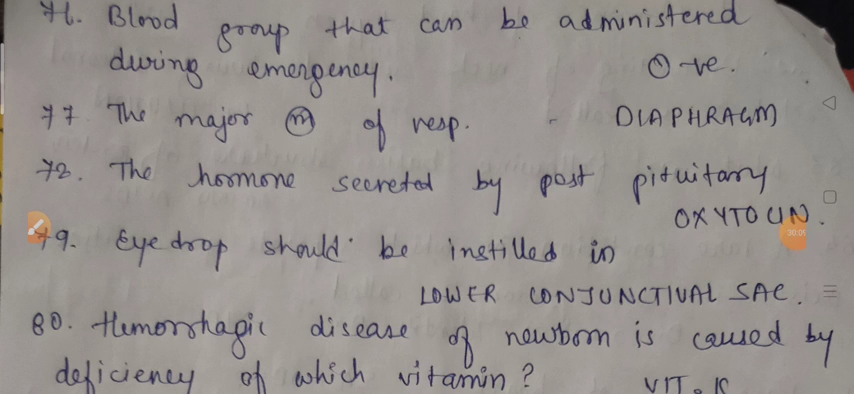 76. Blood group that can be administered
during emergency. O -ve.
77 The major ⓜ of resp. - DIAPHRAGM
78. The hormone secreted by post pituitary
OXYTOCIN.
79. Eye drop should be instilled in
LOWER CONJUNCTIVAL SAC.
80. Hemorrhagic disease of newborn is caused by
deficiency of which vitamin? VIT. K